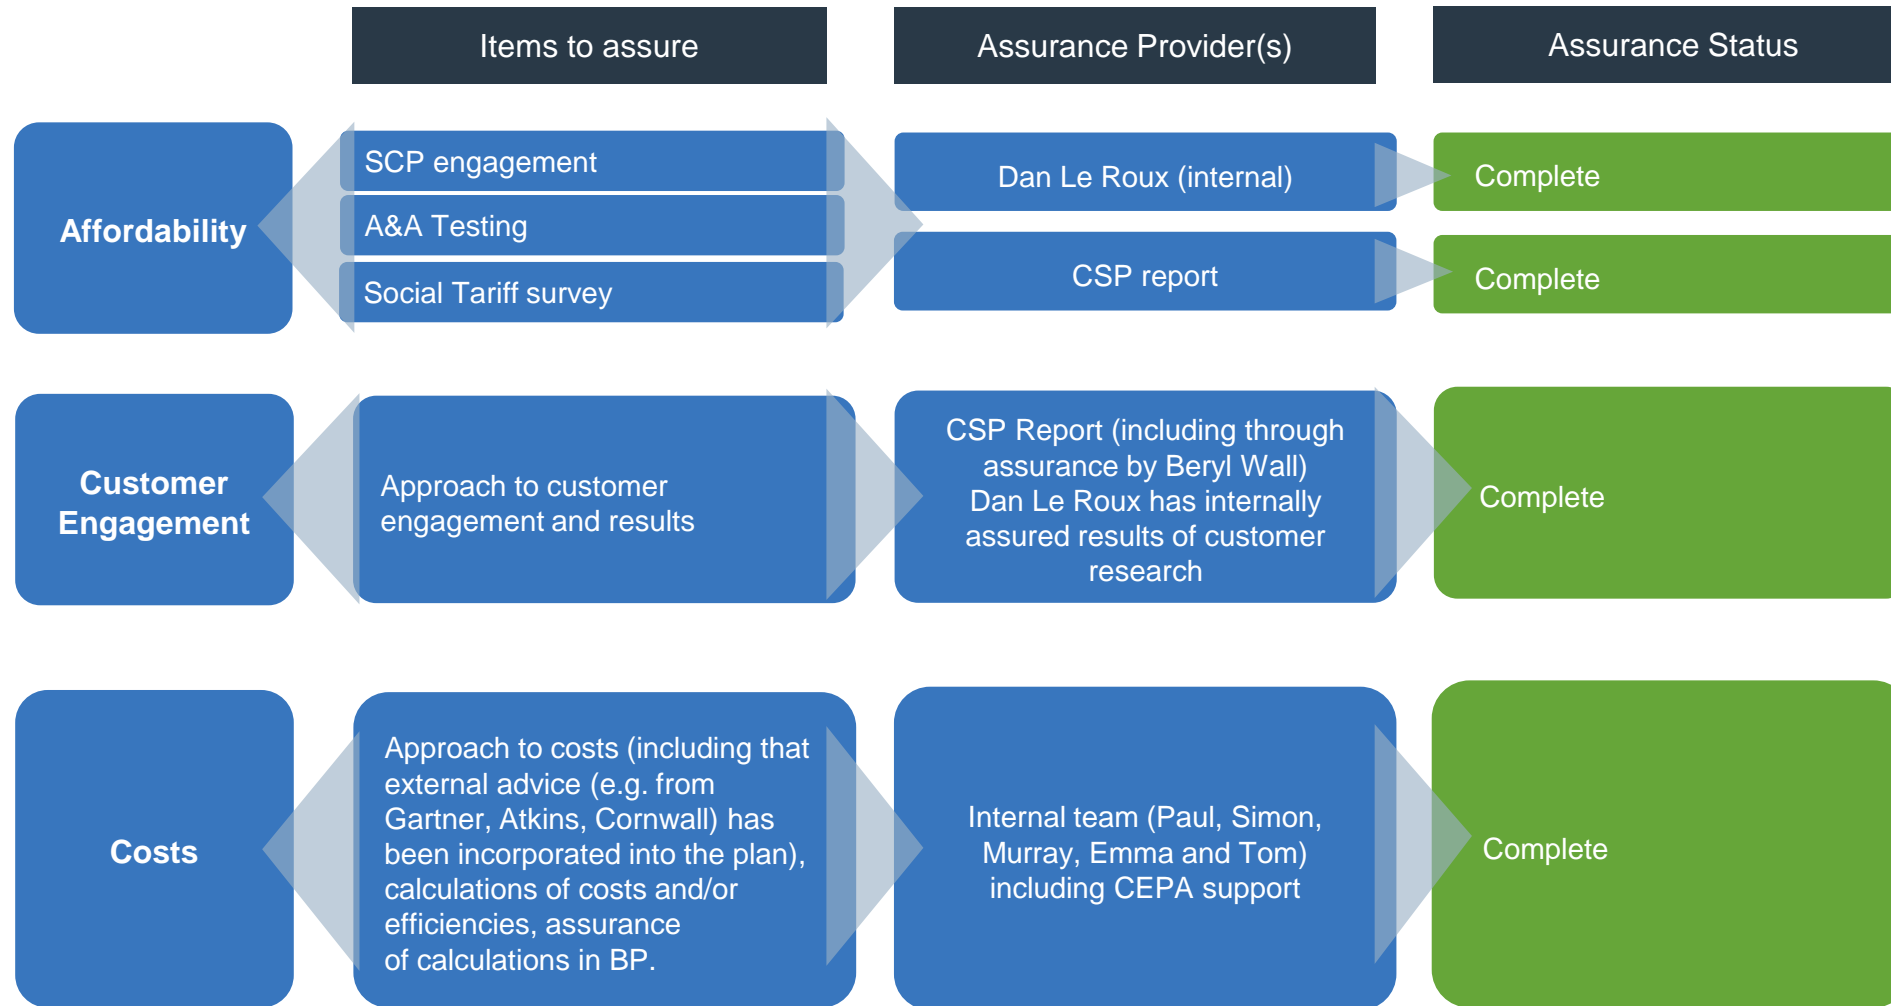 Items to assure
Assurance Provider(s)
Assurance Status
Affordability
SCP engagement
A&A Testing
Social Tariff survey
Dan Le Roux (internal)
Complete
CSP report
Complete
Customer
Engagement
Approach to customer
engagement and results
CSP Report (including through
assurance by Beryl Wall)
Dan Le Roux has internally
assured results of customer
research
Complete
Costs
Approach to costs (including that
external advice (e.g. from
Gartner, Atkins, Cornwall) has
been incorporated into the plan),
calculations of costs and/or
efficiencies, assurance
of calculations in BP.
Internal team (Paul, Simon,
Murray, Emma and Tom)
including CEPA support
Complete